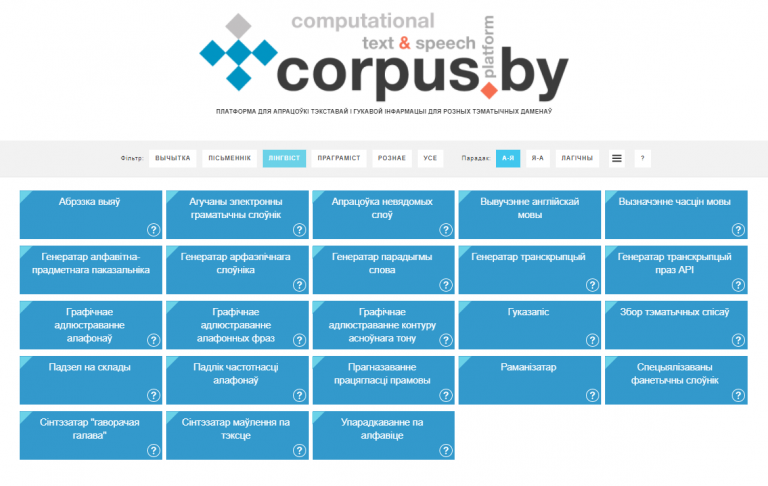 computational
text & speech
platform
corpus.by
ПЛАТФОРМА ДЛЯ АПРАЦОЎКІ ТЭКСТАВАЙ І ГУКАВОЙ ІНФАРМАЦЫІ ДЛЯ РОЗНЫХ ТЭМАТЫЧНЫХ ДАМЕНАЎ
Фільтр: ВЫЧЫТКА ПІСЬМЕННІК ЛІНГВІСТ ПРАГРАМІСТ РОЗНАЕ УСЕ Парадак: А-Я Я-А ЛАГІЧНЫ ?
Абрэзка выяў
?
Агучаны электронны
граматычны слоўнік
?
Апрацоўка невядомых
слоў
?
Вывучэнне англійскай
мовы
?
Вызначэнне часцін мовы
?
Генератар алфавітна-
прадметнага паказальніка
?
Генератар арфаэпічнага
слоўніка
?
Генератар парадыгмы
слова
?
Генератар транскрыпцый
?
Генератар транскрыпцый
праз API
?
Графічнае
адлюстраванне
алафонаў
?
Графічнае
адлюстраванне
алафонных фраз
?
Графічнае
адлюстраванне контуру
асноўнага тону
?
Гуказапіс
?
Збор тэматычных спісаў
?
Падзел на склады
?
Падлік частотнасці
алафонаў
?
Прагназаванне
працягласці прамовы
?
Раманізатар
?
Спецыялізаваны
фанетычны слоўнік
?
Сінтэзатар "гаворачая
галава"
?
Сінтэзатар маўлення па
тэксце
?
Упарадкаванне па
алфавіце
?